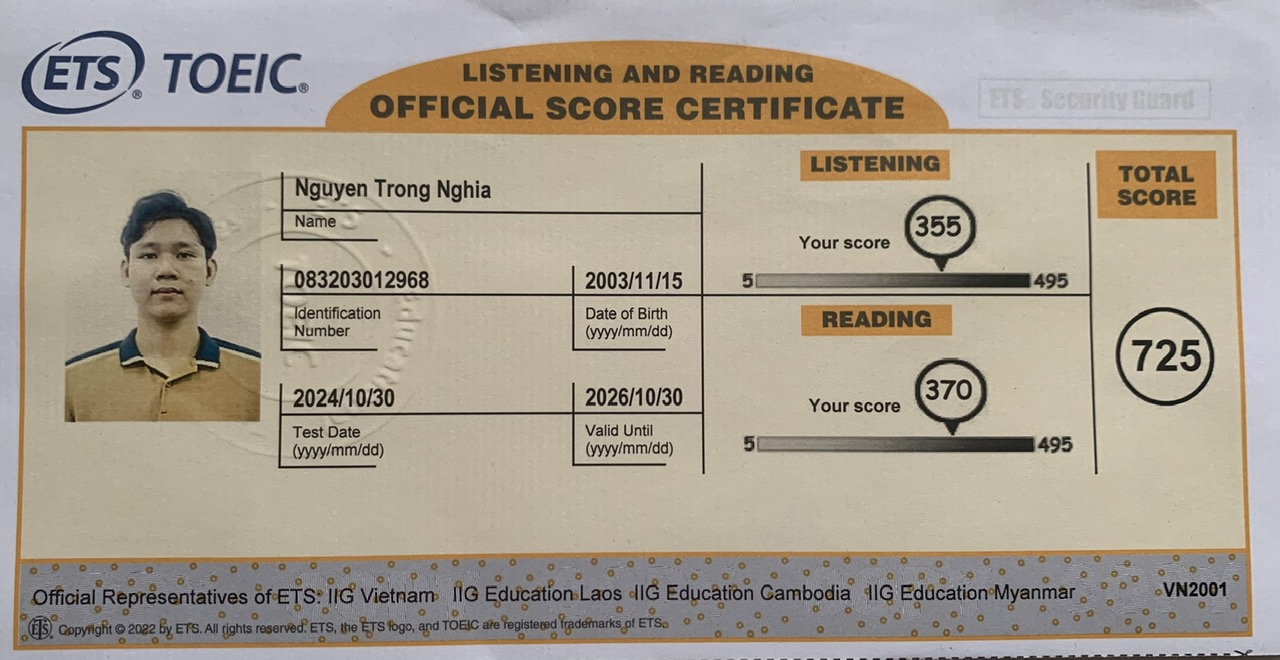 ETS® TOEIC®
LISTENING AND READING
OFFICIAL SCORE CERTIFICATE
ETS Security Guard
Nguyen Trong Nghia
Name
083203012968
Identification
Number
2003/11/15
Date of Birth
(yyyy/mm/dd)
2024/10/30
Test Date
(yyyy/mm/dd)
2026/10/30
Valid Until
(yyyy/mm/dd)
LISTENING
Your score
355
5 495
READING
Your score
370
5 495
TOTAL
SCORE
725
Official Representatives of ETS: IIG Vietnam IIG Education Laos IIG Education Cambodia IIG Education Myanmar
VN2001
ETS Copyright © 2022 by ETS. All rights reserved. ETS, the ETS logo, and TOEIC are registered trademarks of ETS.